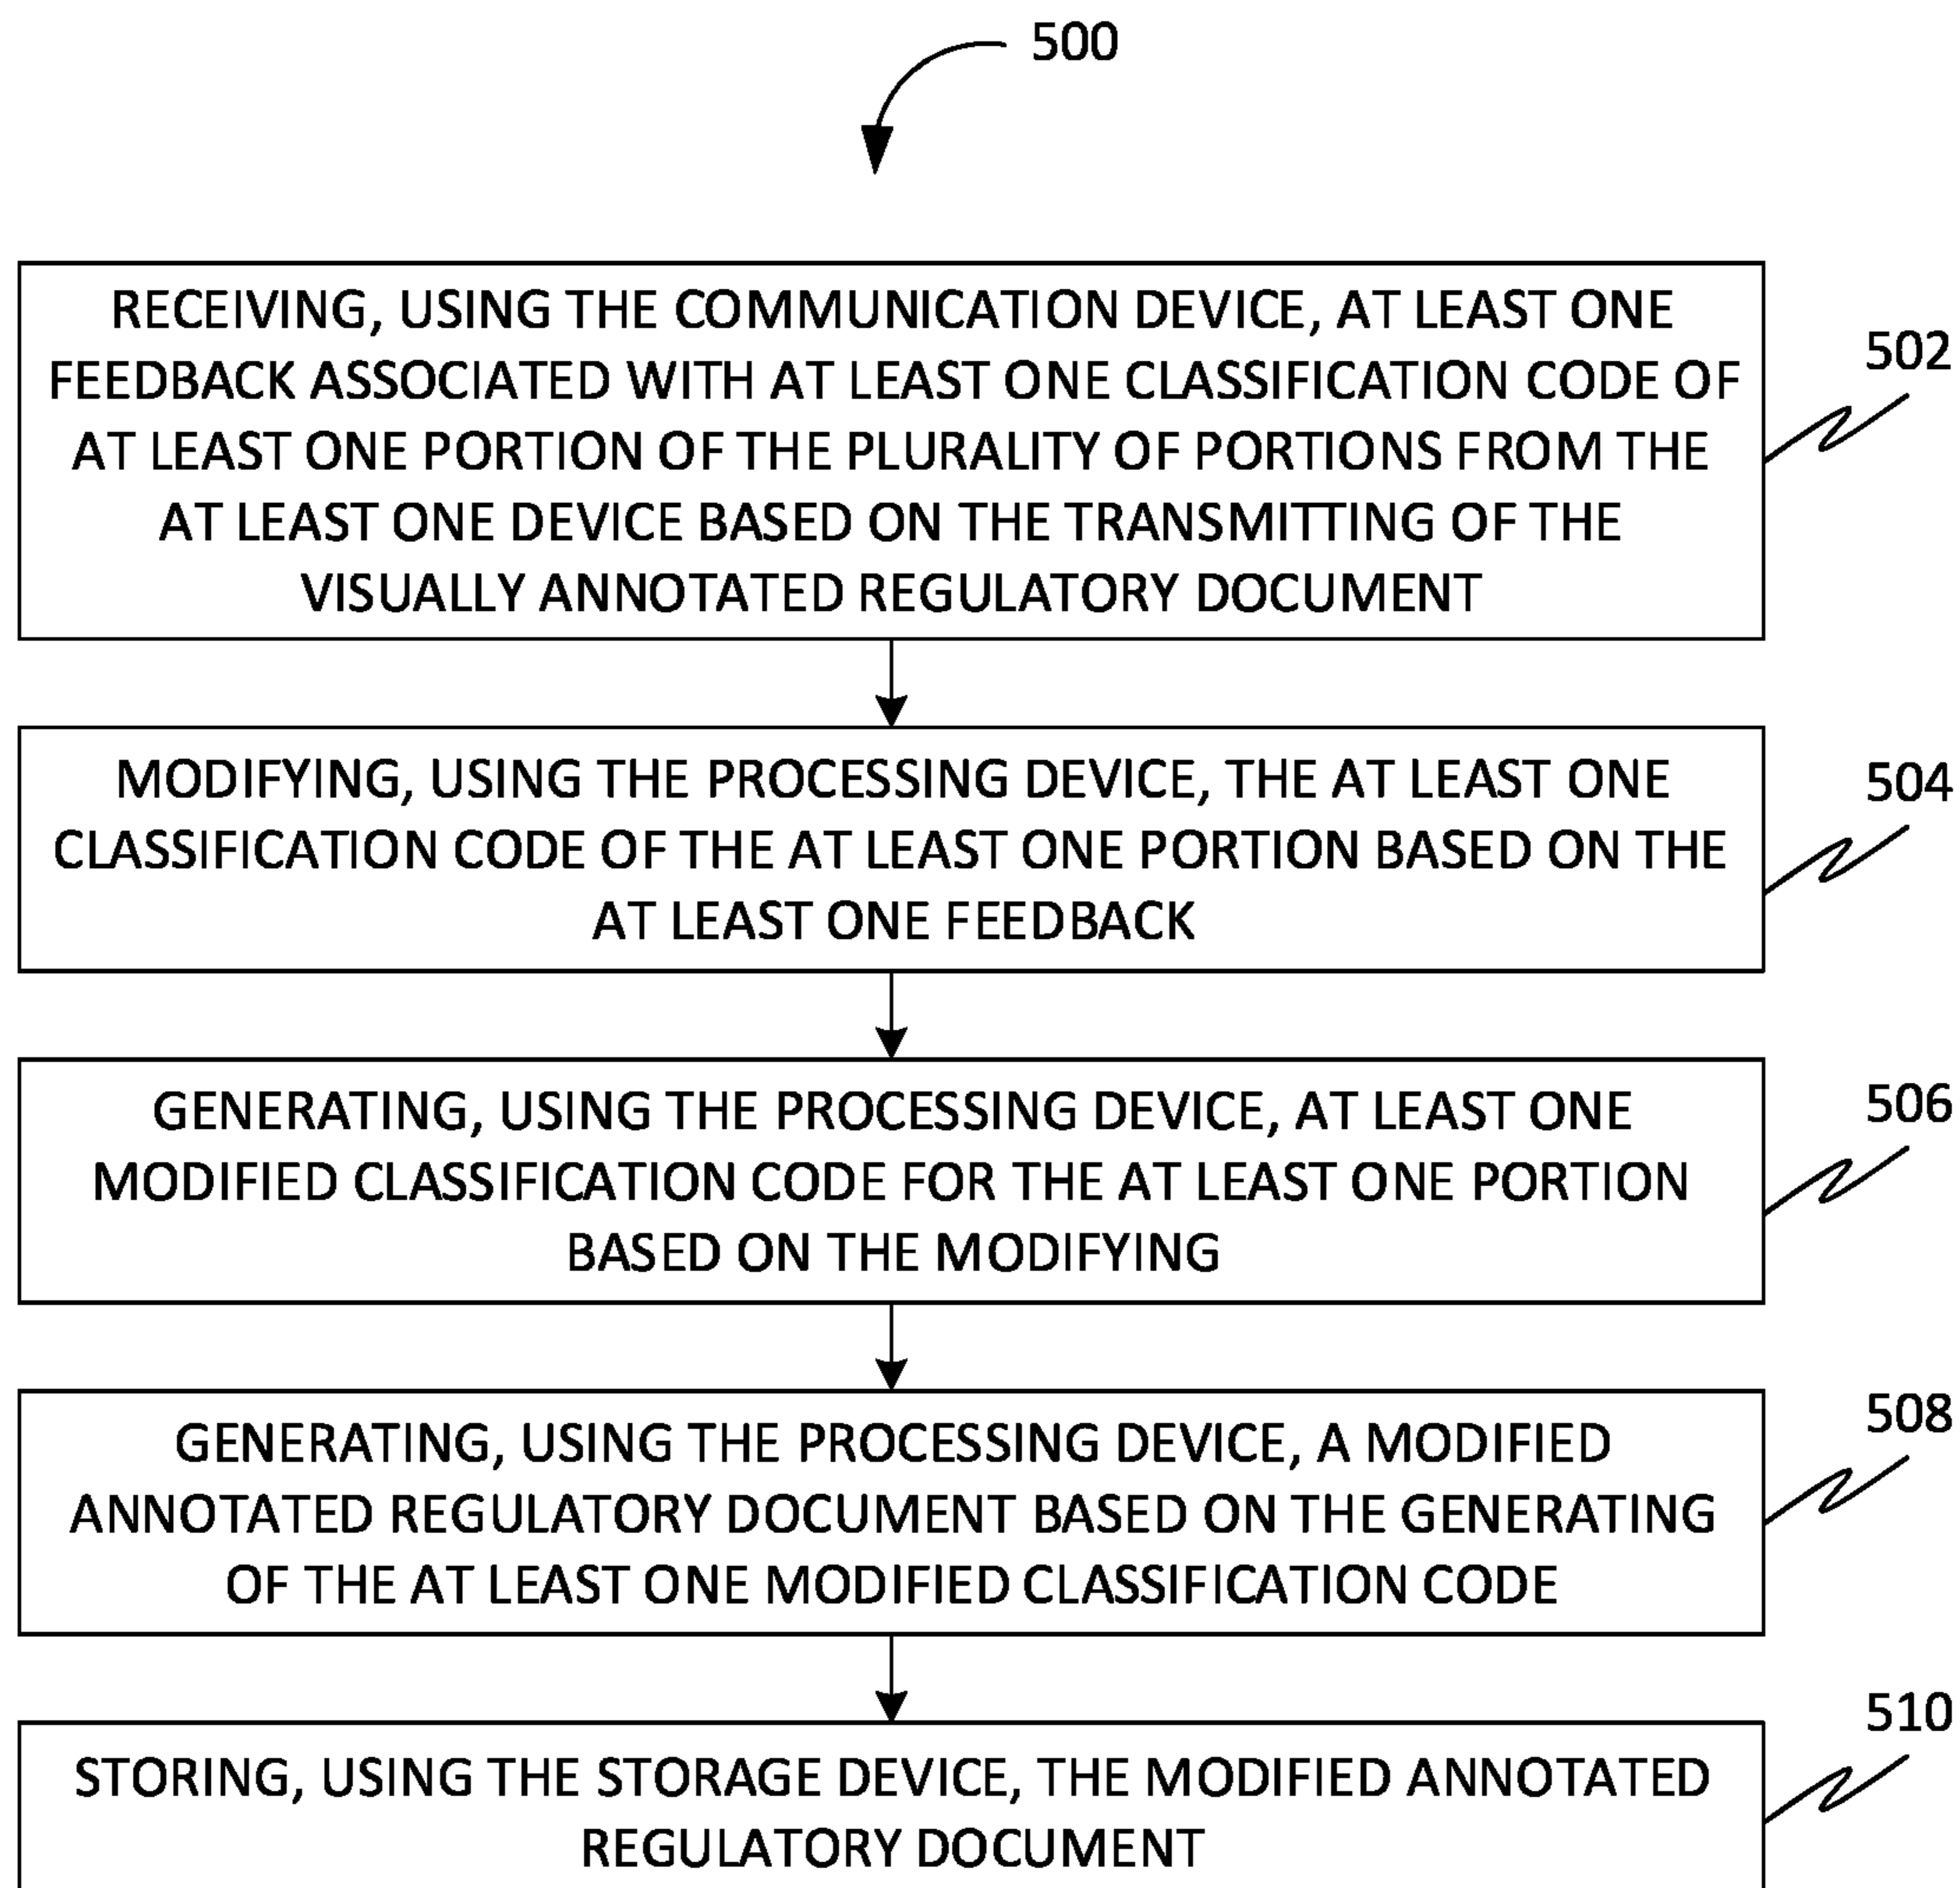 500
RECEIVING, USING THE COMMUNICATION DEVICE, AT LEAST ONE
FEEDBACK ASSOCIATED WITH AT LEAST ONE CLASSIFICATION CODE OF
AT LEAST ONE PORTION OF THE PLURALITY OF PORTIONS FROM THE
AT LEAST ONE DEVICE BASED ON THE TRANSMITTING OF THE
VISUALLY ANNOTATED REGULATORY DOCUMENT
502
MODIFYING, USING THE PROCESSING DEVICE, THE AT LEAST ONE
CLASSIFICATION CODE OF THE AT LEAST ONE PORTION BASED ON THE
AT LEAST ONE FEEDBACK
504
GENERATING, USING THE PROCESSING DEVICE, AT LEAST ONE
MODIFIED CLASSIFICATION CODE FOR THE AT LEAST ONE PORTION
BASED ON THE MODIFYING
506
GENERATING, USING THE PROCESSING DEVICE, A MODIFIED
ANNOTATED REGULATORY DOCUMENT BASED ON THE GENERATING
OF THE AT LEAST ONE MODIFIED CLASSIFICATION CODE
508
STORING, USING THE STORAGE DEVICE, THE MODIFIED ANNOTATED
REGULATORY DOCUMENT
510